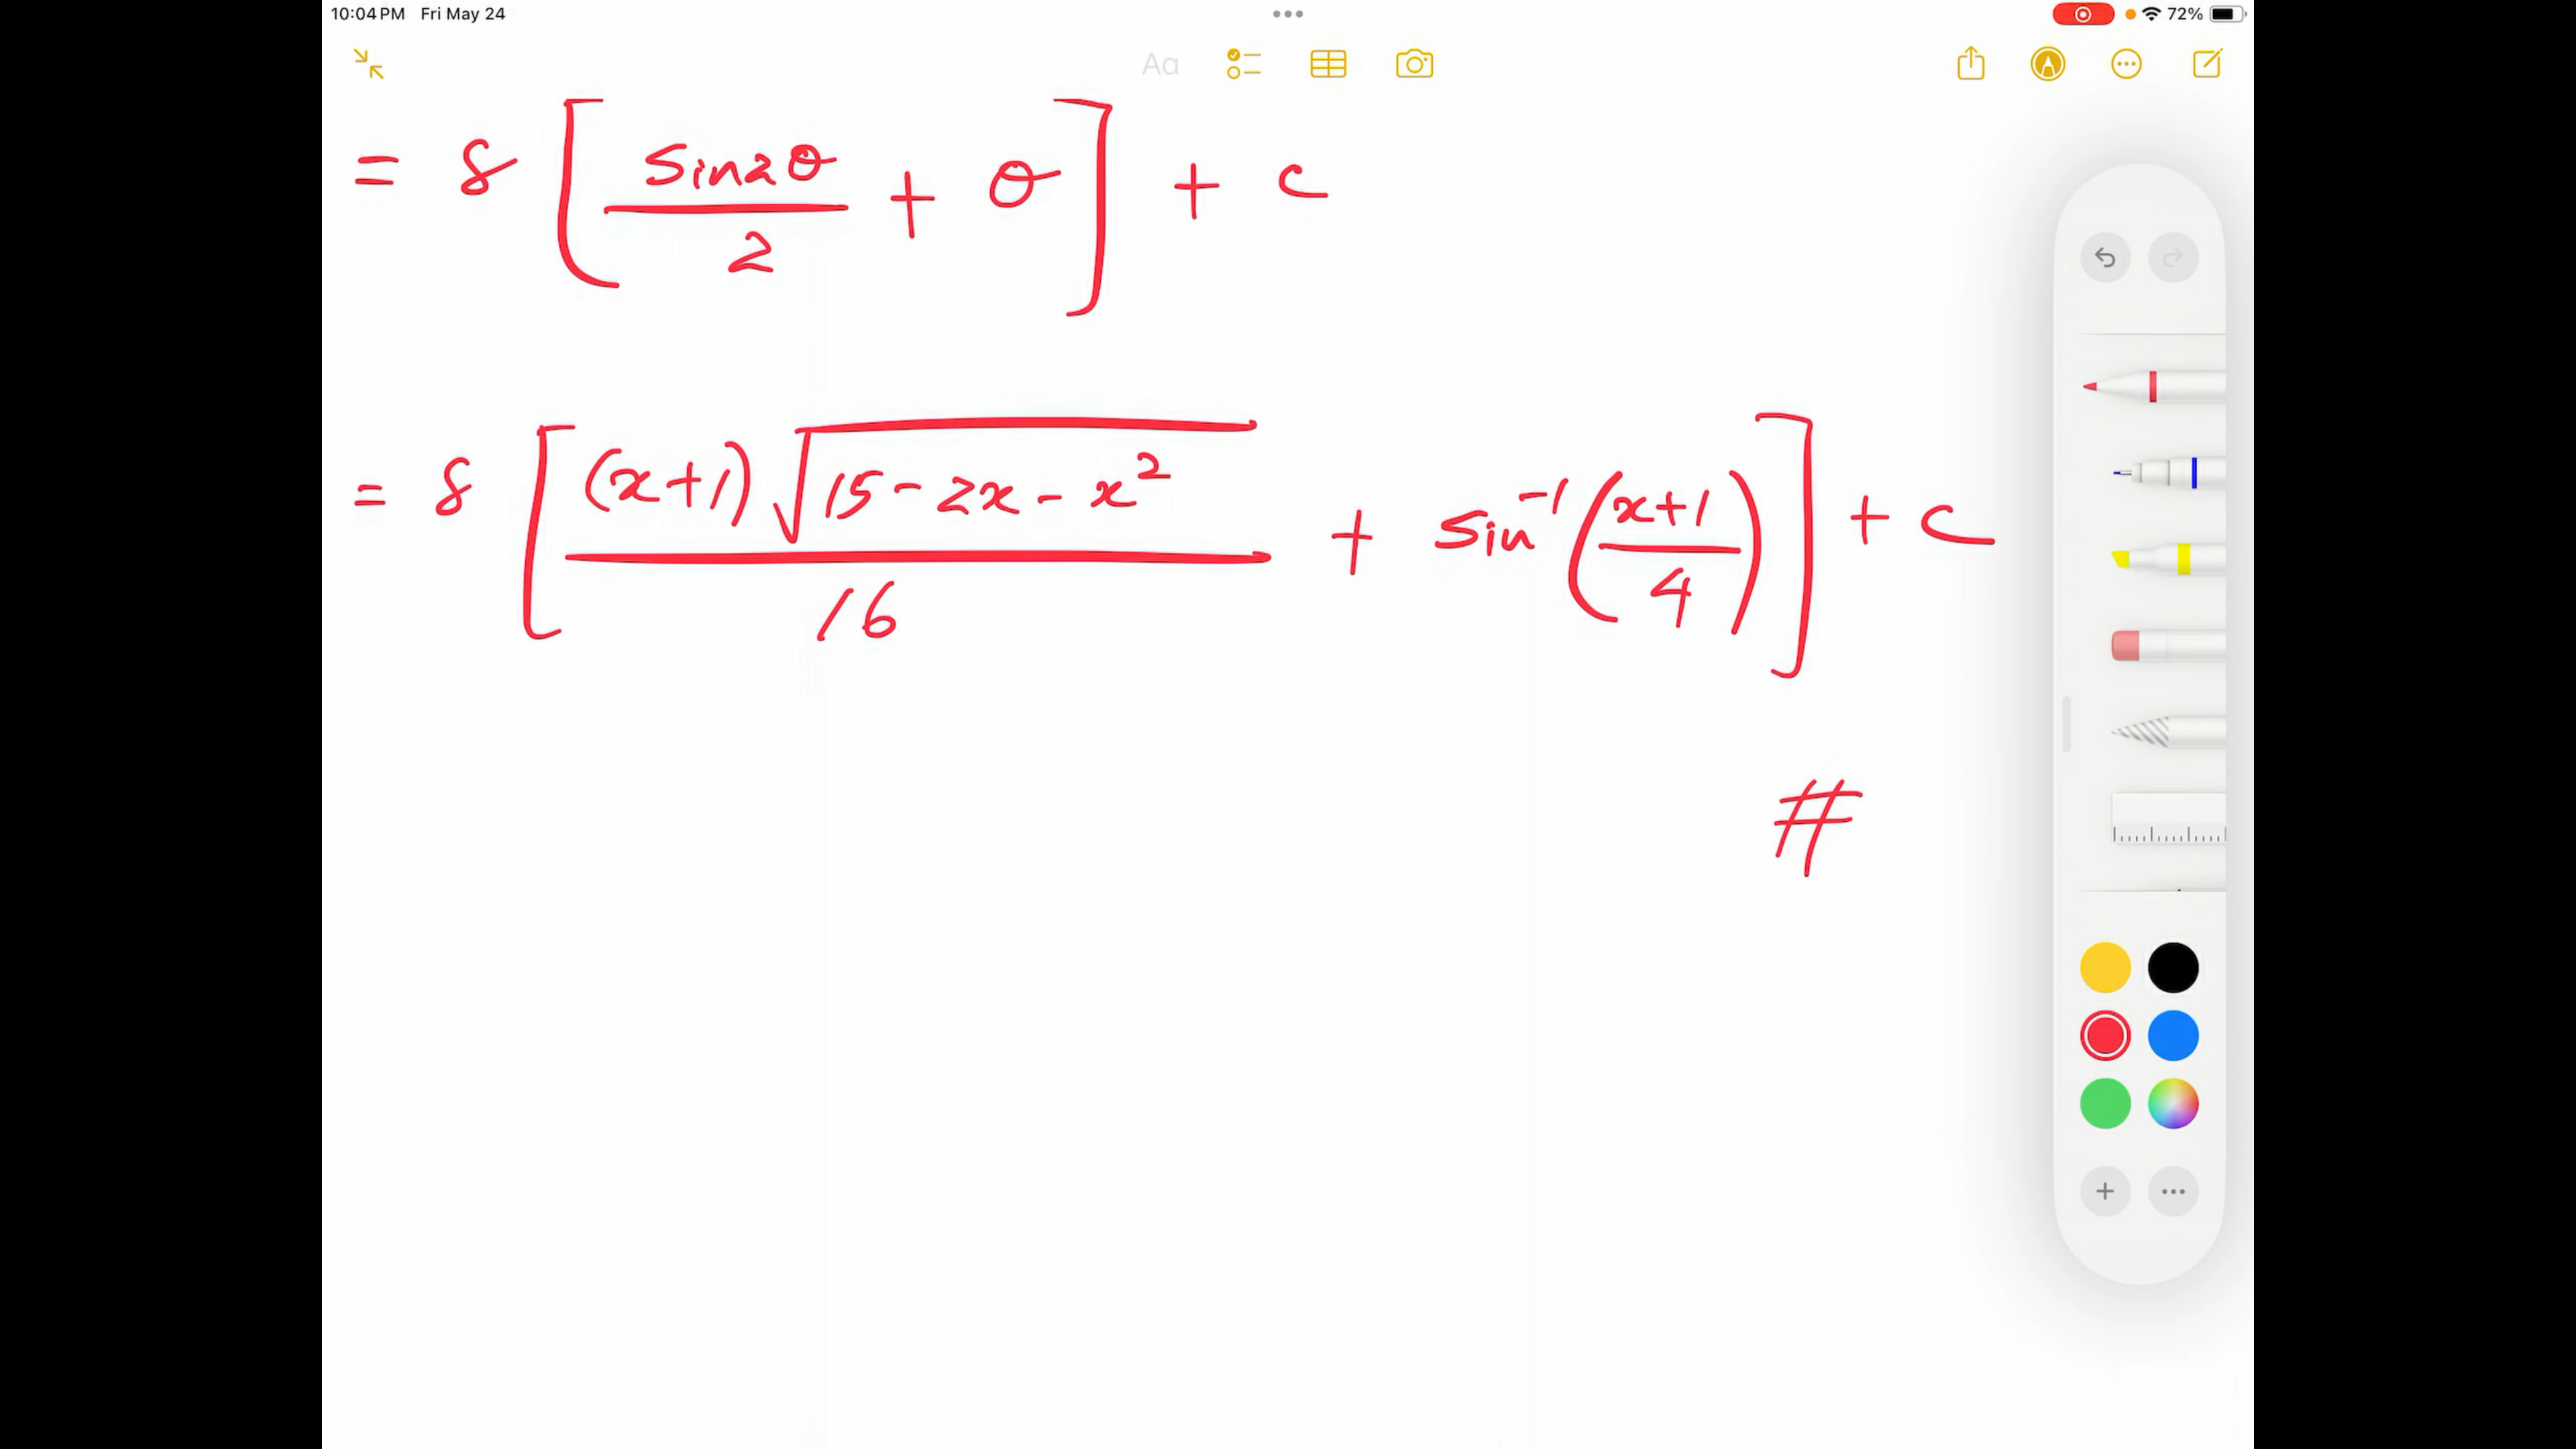 10:04 PM Fri May 24 72%
Aa
= 8 [ sin2θ / 2 + θ ] + c
= 8 [ (x+1) √(15-2x-x²) / 16 + sin⁻¹ ( x+1 / 4 ) ] + c
#